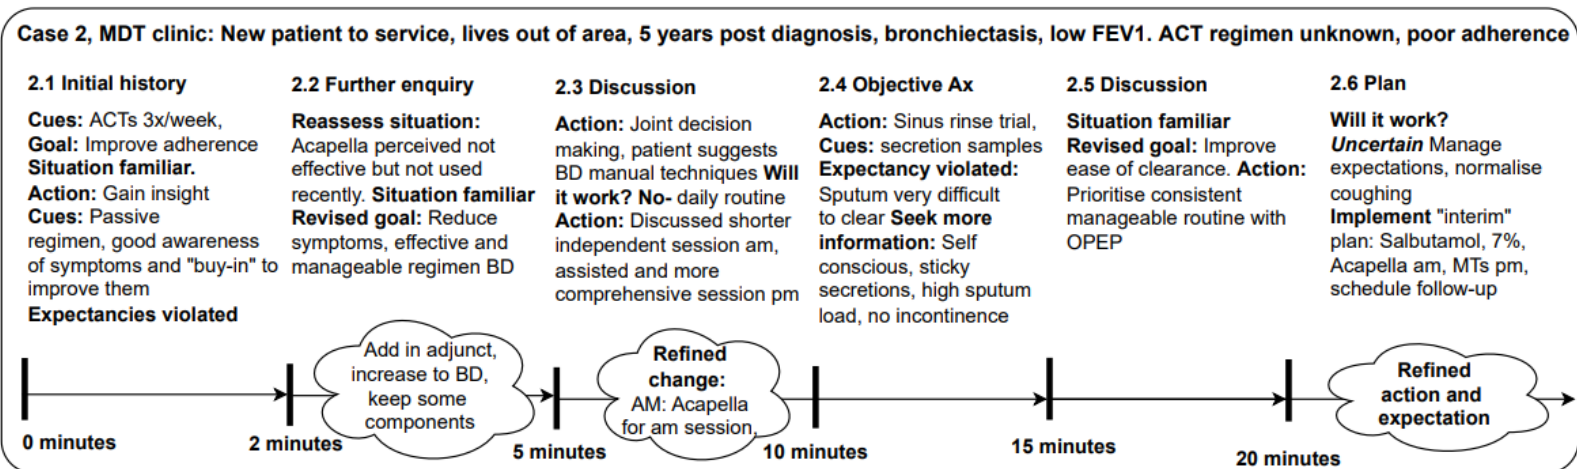 Case 2, MDT clinic: New patient to service, lives out of area, 5 years post diagnosis, bronchiectasis, low FEV1. ACT regimen unknown, poor adherence
2.1 Initial history
Cues: ACTs 3x/week,
Goal: Improve adherence
Situation familiar.
Action: Gain insight
Cues: Passive
regimen, good awareness
of symptoms and "buy-in" to
improve them
Expectancies violated
2.2 Further enquiry
Reassess situation:
Acapella perceived not
effective but not used
recently. Situation familiar
Revised goal: Reduce
symptoms, effective and
manageable regimen BD
2.3 Discussion
Action: Joint decision
making, patient suggests
BD manual techniques Will
it work? No- daily routine
Action: Discussed shorter
independent session am,
assisted and more
comprehensive session pm
2.4 Objective Ax
Action: Sinus rinse trial,
Cues: secretion samples
Expectancy violated:
Sputum very difficult
to clear Seek more
information: Self
conscious, sticky
secretions, high sputum
load, no incontinence
2.5 Discussion
Situation familiar
Revised goal: Improve
ease of clearance. Action:
Prioritise consistent
manageable routine with
OPEP
2.6 Plan
Will it work?
Uncertain Manage
expectations, normalise
coughing
Implement "interim"
plan: Salbutamol, 7%,
Acapella am, MTs pm,
schedule follow-up
Add in adjunct,
increase to BD,
keep some
components
Refined
change:
AM: Acapella
for am session,
Refined
action and
expectation
0 minutes
2 minutes
5 minutes
10 minutes
15 minutes
20 minutes